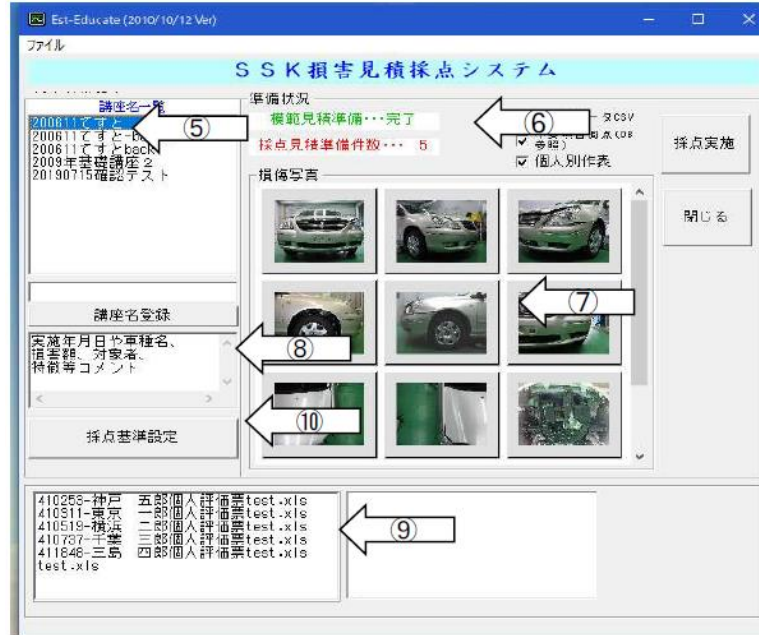 Est-Educate (2010/10/12 Ver)
ファイル
SSK損害見積採点システム
講座名一覧
200611てすと
200611てすと-b
200611てすとback
2009年基礎講座2
20190715確認テスト
⑤
講座名登録
実施年月日や車種名、
損害額、対象者、
特徴等コメント
⑧
採点基準設定
⑩
準備状況
模範見積準備・・・完了
採点見積準備件数・・・ 5
⑥
タCSV
参照)
個人別作表
損傷写真
⑦
採点実施
閉じる
410253-神戸 五郎個人評価票test.xls
410311-東京 一郎個人評価票test.xls
410519-横浜 二郎個人評価票test.xls
410737-千葉 三郎個人評価票test.xls
411848-三島 四郎個人評価票test.xls
test.xls
⑨